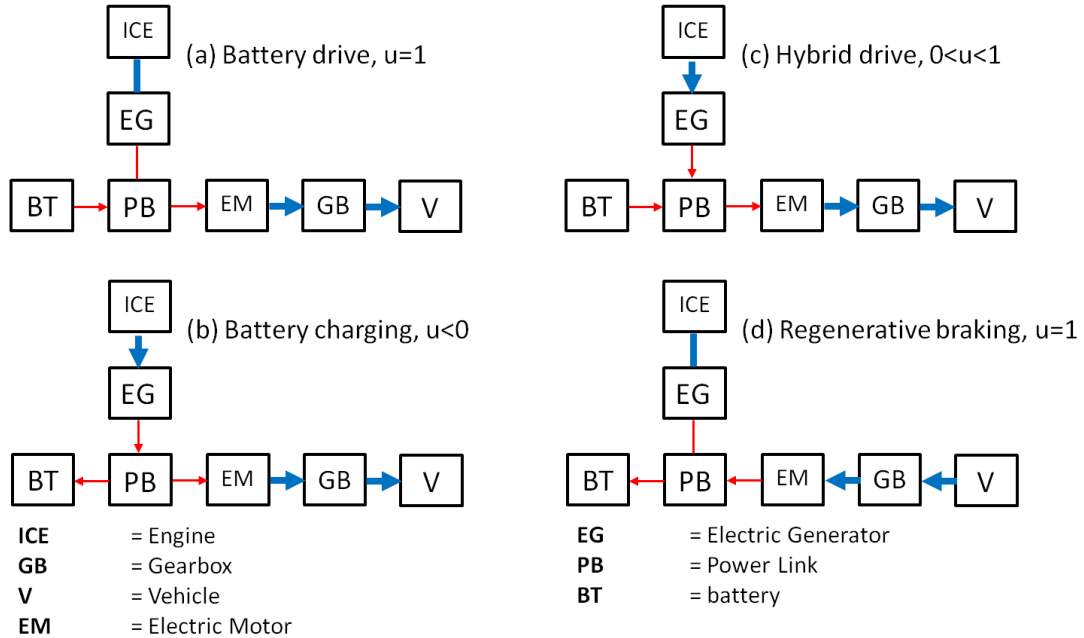 ICE
(a) Battery drive, u=1
EG
BT
PB
EM
GB
V
ICE
(c) Hybrid drive, 0<u<1
EG
BT
PB
EM
GB
V
ICE
(b) Battery charging, u<0
EG
BT
PB
EM
GB
V
ICE
(d) Regenerative braking, u=1
EG
BT
PB
EM
GB
V
ICE = Engine
GB = Gearbox
V = Vehicle
EM = Electric Motor
EG = Electric Generator
PB = Power Link
BT = battery